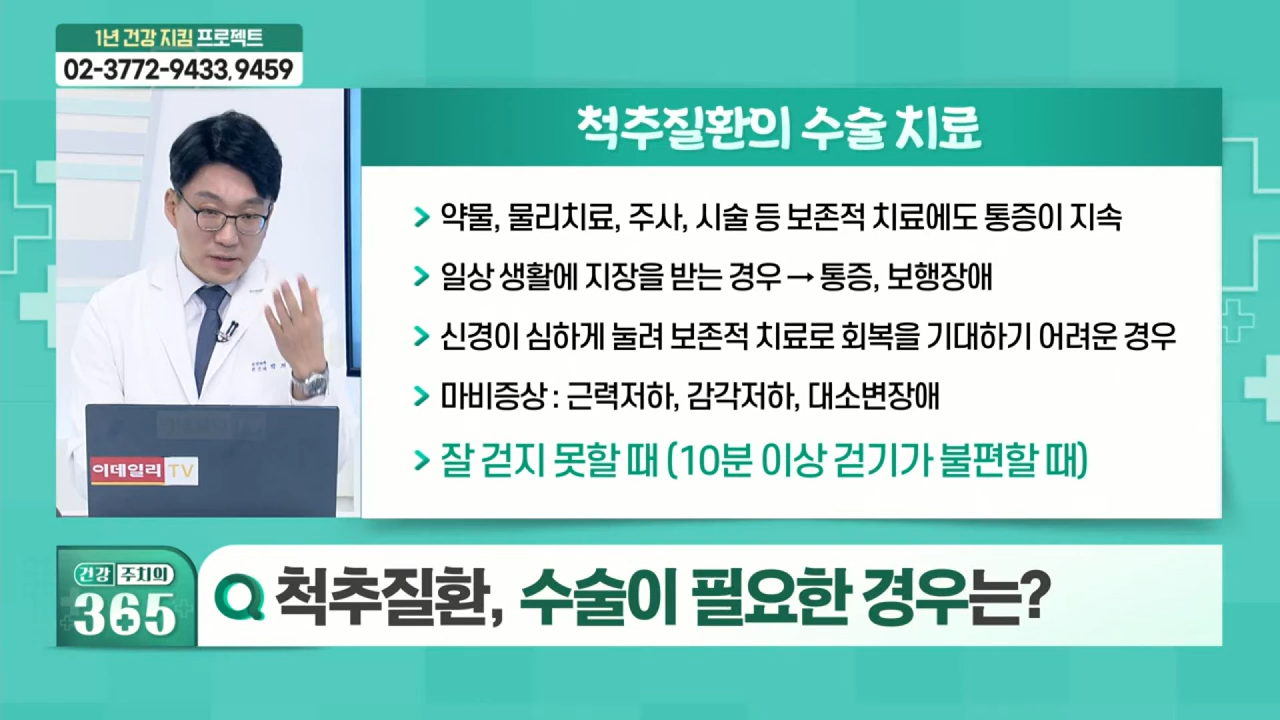 1년 건강 지킴 프로젝트
02-3772-9433, 9459
척추질환의 수술 치료
> 약물, 물리치료, 주사, 시술 등 보존적 치료에도 통증이 지속
> 일상 생활에 지장을 받는 경우 → 통증, 보행장애
> 신경이 심하게 눌려 보존적 치료로 회복을 기대하기 어려운 경우
> 마비증상 : 근력저하, 감각저하, 대소변장애
> 잘 걷지 못할 때 (10분 이상 걷기가 불편할 때)
이데일리 TV
건강 주치의
365
Q 척추질환, 수술이 필요한 경우는?